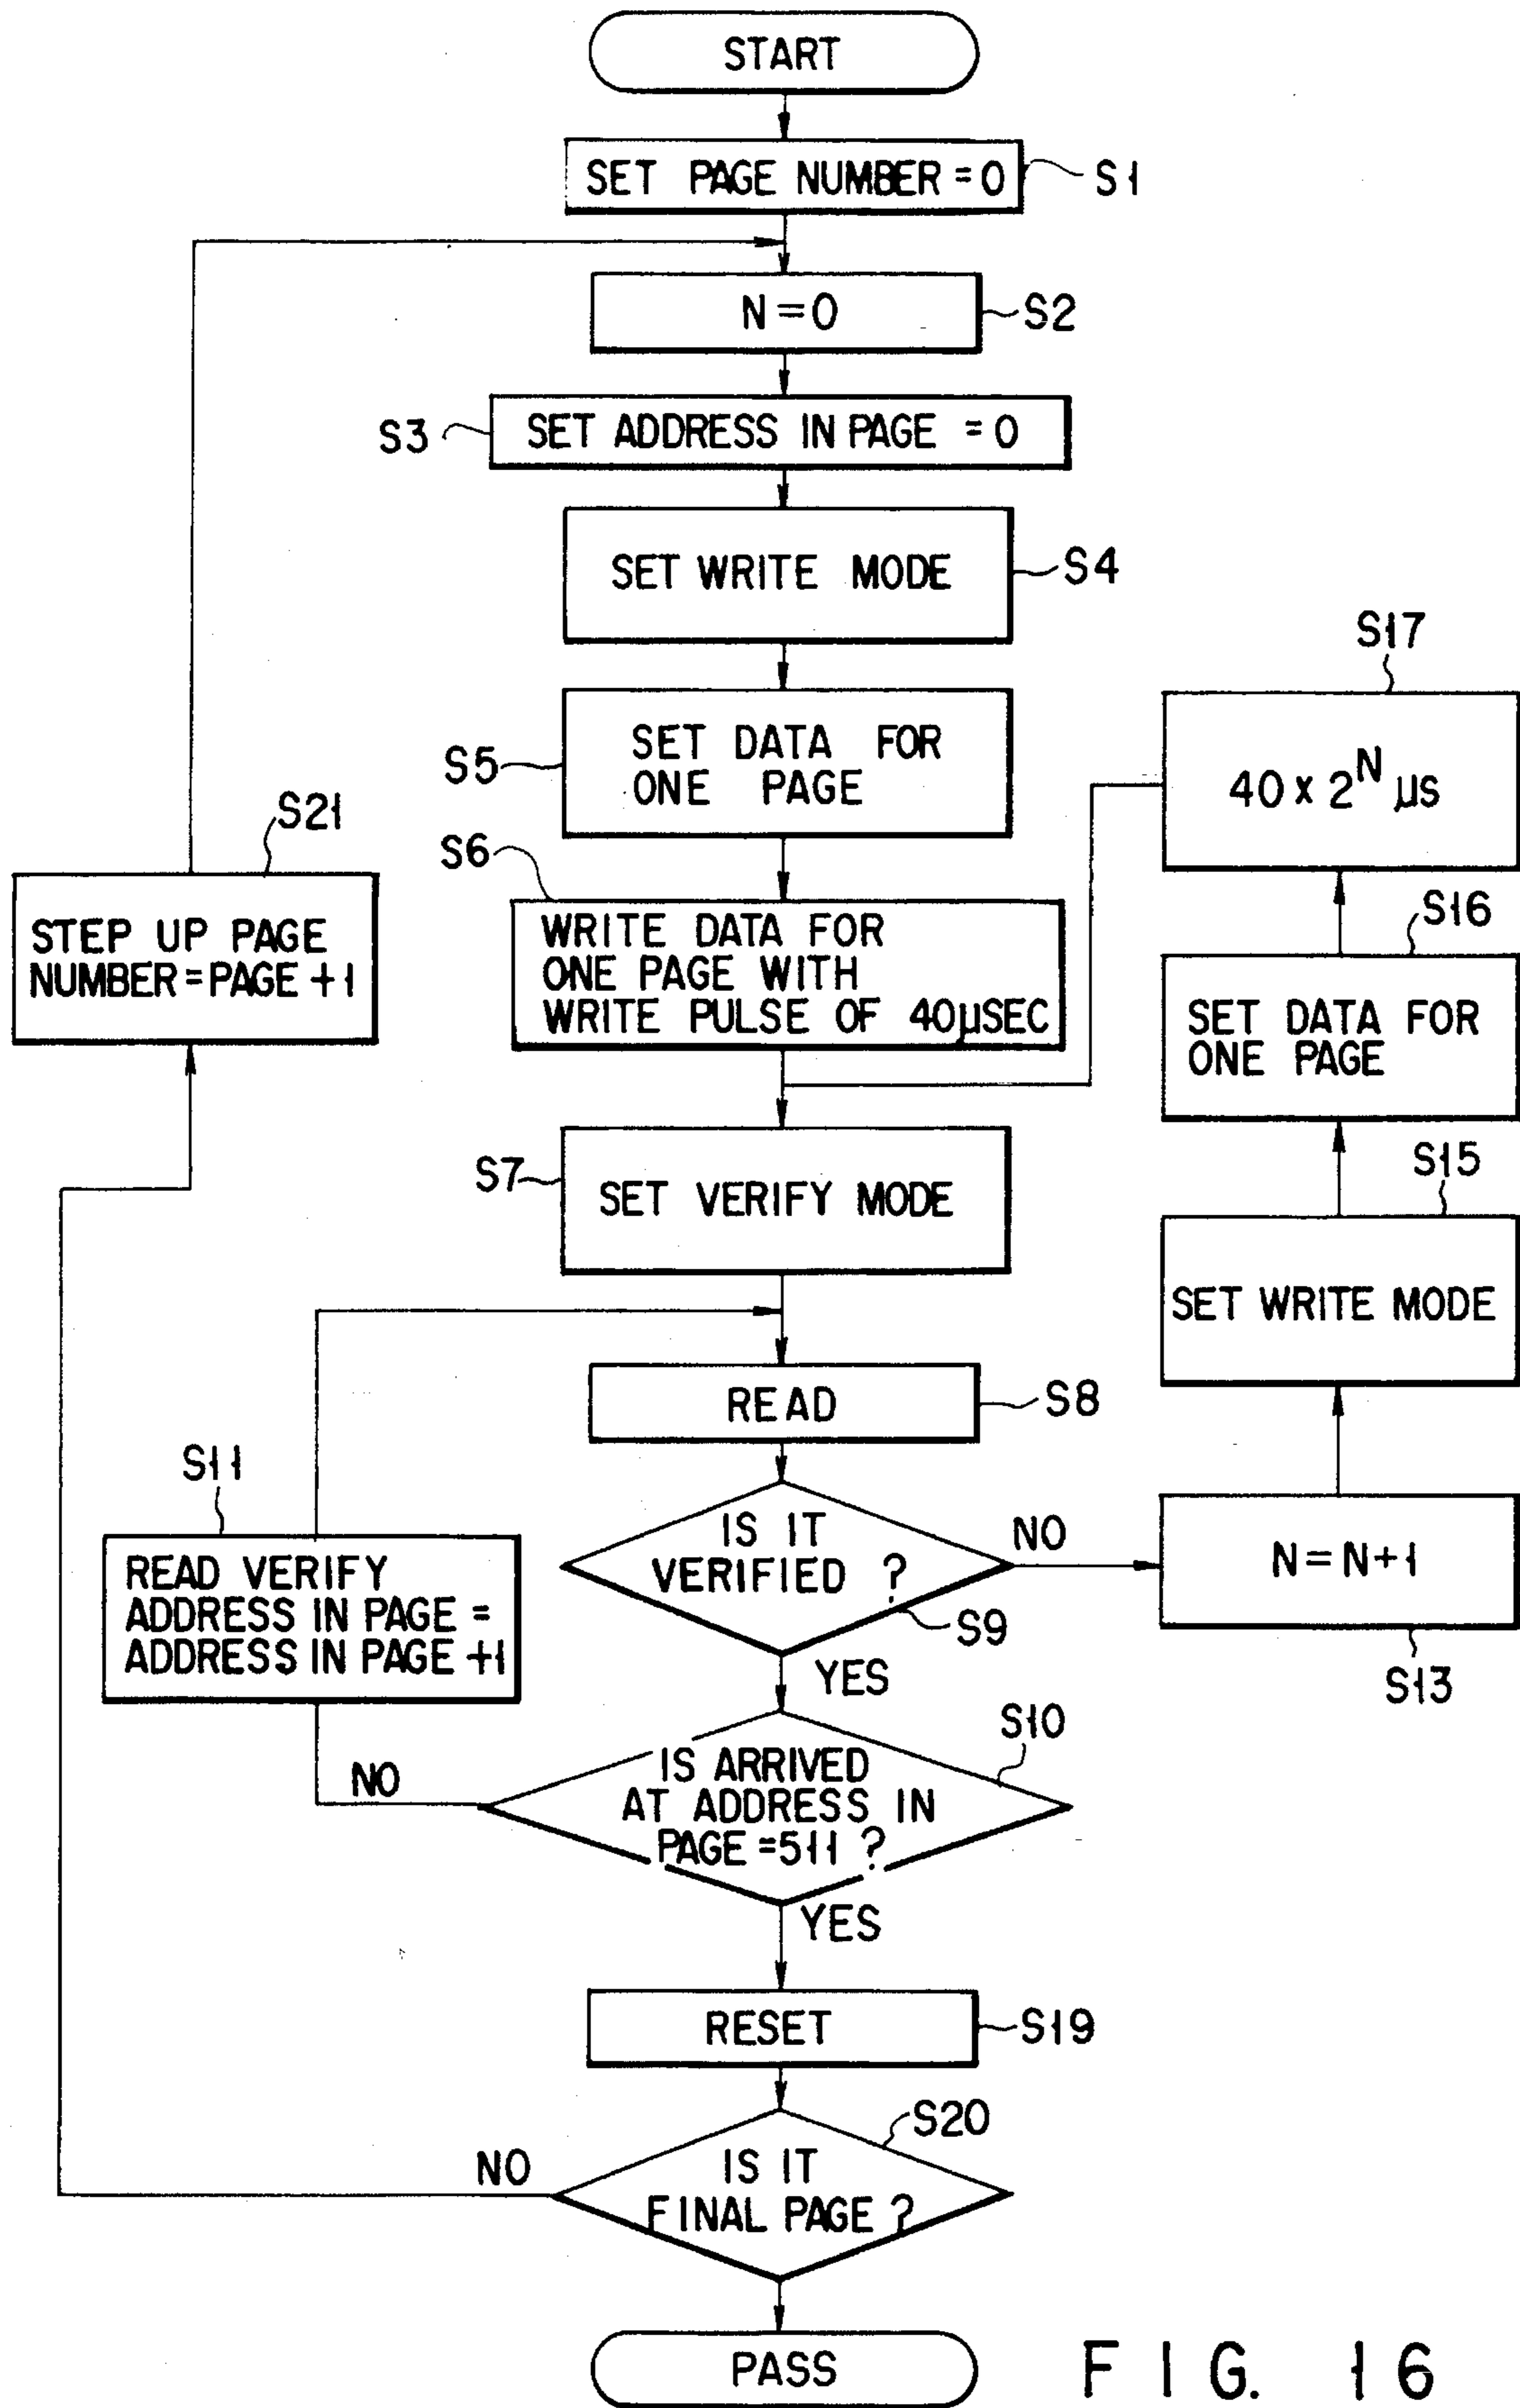 START
SET PAGE NUMBER = 0
S1
N = 0
S2
S3
SET ADDRESS IN PAGE = 0
SET WRITE MODE
S4
S5
SET DATA FOR
ONE PAGE
S17
40 x 2^N µs
S6
WRITE DATA FOR
ONE PAGE WITH
WRITE PULSE OF 40µSEC
S21
STEP UP PAGE
NUMBER = PAGE +1
S16
SET DATA FOR
ONE PAGE
S7
SET VERIFY MODE
S15
SET WRITE MODE
READ
S8
S11
READ VERIFY
ADDRESS IN PAGE =
ADDRESS IN PAGE +1
IS IT
VERIFIED ?
S9
NO
YES
N = N+1
S13
S10
IS ARRIVED
AT ADDRESS IN
PAGE =511 ?
NO
YES
RESET
S19
S20
IS IT
FINAL PAGE ?
NO
PASS
FIG. 16